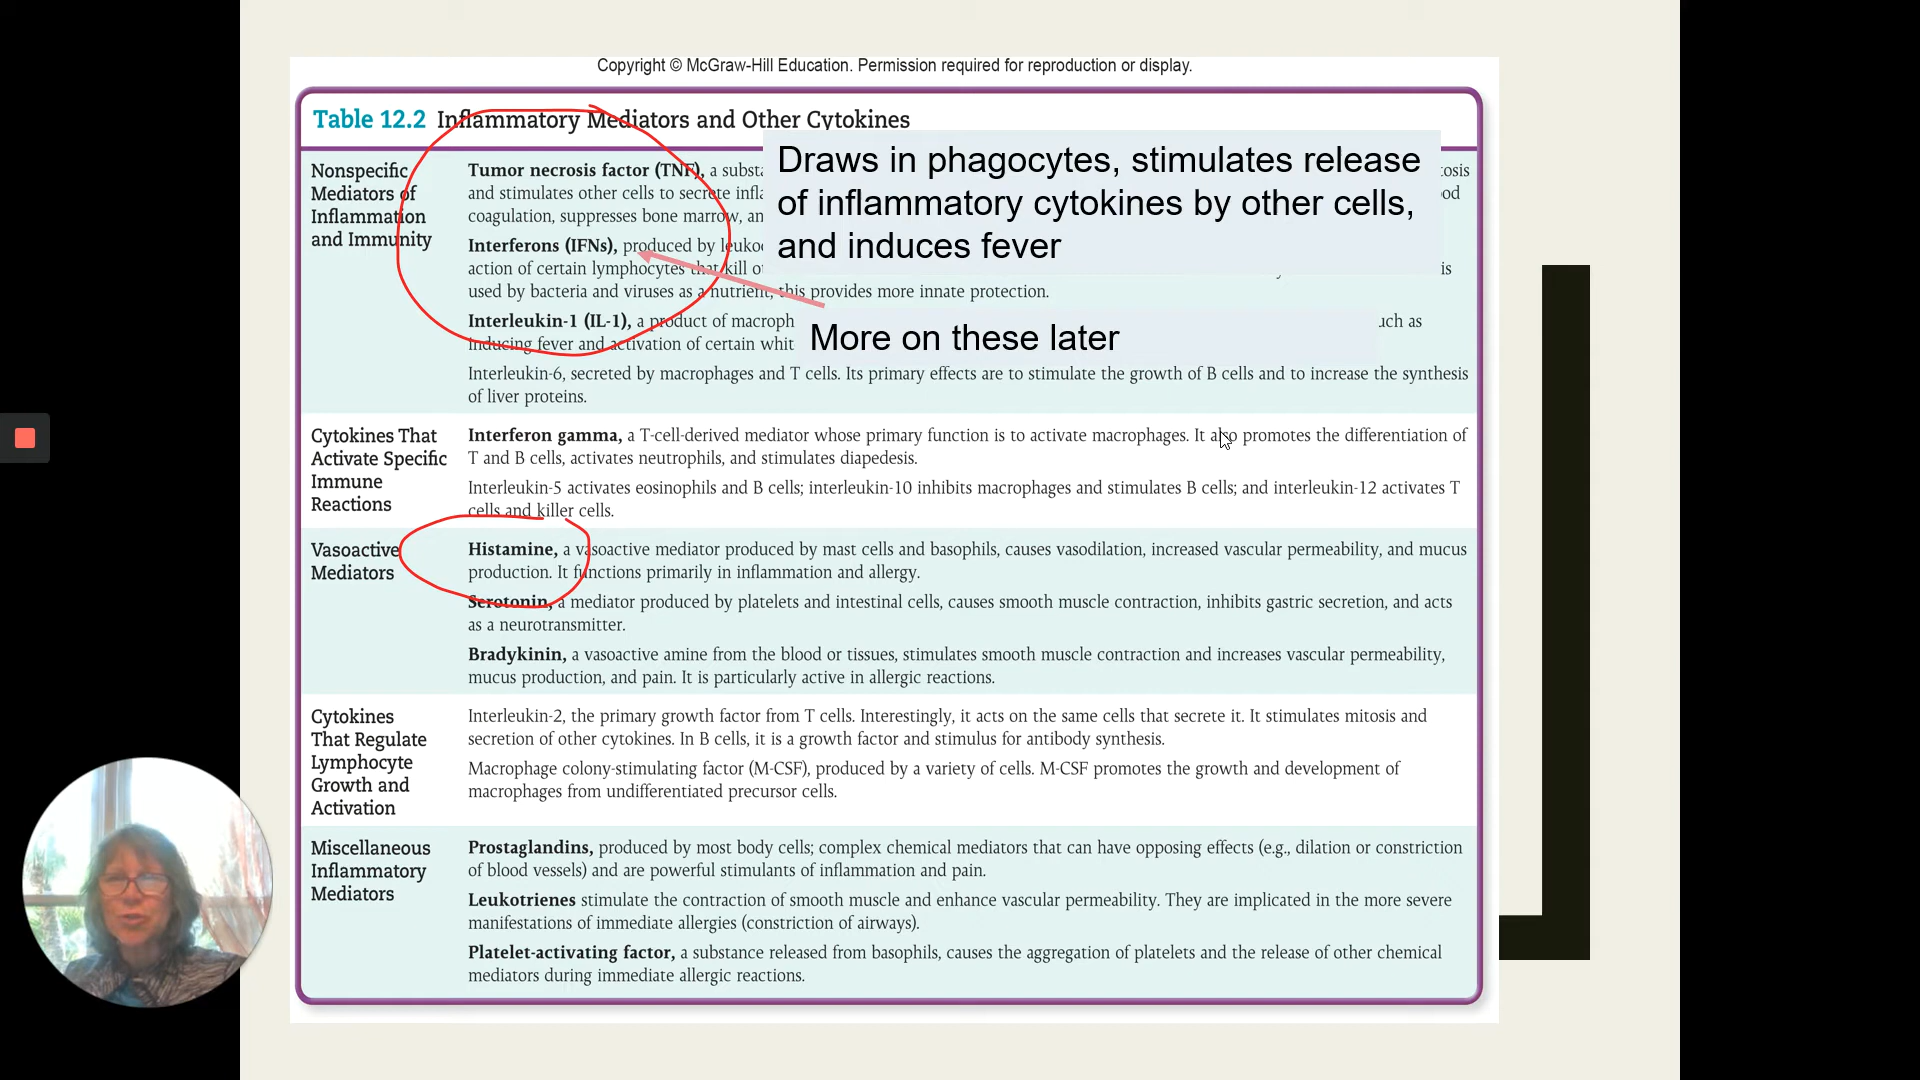 Copyright © McGraw-Hill Education. Permission required for reproduction or display.
Table 12.2 Inflammatory Mediators and Other Cytokines
Nonspecific
Mediators of
Inflammation
and Immunity
Tumor necrosis factor (TNF), a
and stimulates other cells to secrete
coagulation, suppresses bone marrow,
Interferons (IFNs), produced by
action of certain lymphocytes that kill
used by bacteria and viruses as a nutrient, this provides more innate protection.
Interleukin-1 (IL-1), a product of
inducing fever and activation of certain
Interleukin-6, secreted by macrophages and T cells. Its primary effects are to stimulate the growth of B cells and to increase the synthesis
of liver proteins.
Draws in phagocytes, stimulates release
of inflammatory cytokines by other cells,
and induces fever
is
More on these later
as
Cytokines That
Activate Specific
Immune
Reactions
Interferon gamma, a T-cell-derived mediator whose primary function is to activate macrophages. It also promotes the differentiation of
T and B cells, activates neutrophils, and stimulates diapedesis.
Interleukin-5 activates eosinophils and B cells; interleukin-10 inhibits macrophages and stimulates B cells; and interleukin-12 activates T
cells and killer cells.
Vasoactive
Mediators
Histamine, a vasoactive mediator produced by mast cells and basophils, causes vasodilation, increased vascular permeability, and mucus
production. It functions primarily in inflammation and allergy.
Serotonin, a mediator produced by platelets and intestinal cells, causes smooth muscle contraction, inhibits gastric secretion, and acts
as a neurotransmitter.
Bradykinin, a vasoactive amine from the blood or tissues, stimulates smooth muscle contraction and increases vascular permeability,
mucus production, and pain. It is particularly active in allergic reactions.
Cytokines
That Regulate
Lymphocyte
Growth and
Activation
Interleukin-2, the primary growth factor from T cells. Interestingly, it acts on the same cells that secrete it. It stimulates mitosis and
secretion of other cytokines. In B cells, it is a growth factor and stimulus for antibody synthesis.
Macrophage colony-stimulating factor (M-CSF), produced by a variety of cells. M-CSF promotes the growth and development of
macrophages from undifferentiated precursor cells.
Miscellaneous
Inflammatory
Mediators
Prostaglandins, produced by most body cells; complex chemical mediators that can have opposing effects (e.g., dilation or constriction
of blood vessels) and are powerful stimulants of inflammation and pain.
Leukotrienes stimulate the contraction of smooth muscle and enhance vascular permeability. They are implicated in the more severe
manifestations of immediate allergies (constriction of airways).
Platelet-activating factor, a substance released from basophils, causes the aggregation of platelets and the release of other chemical
mediators during immediate allergic reactions.